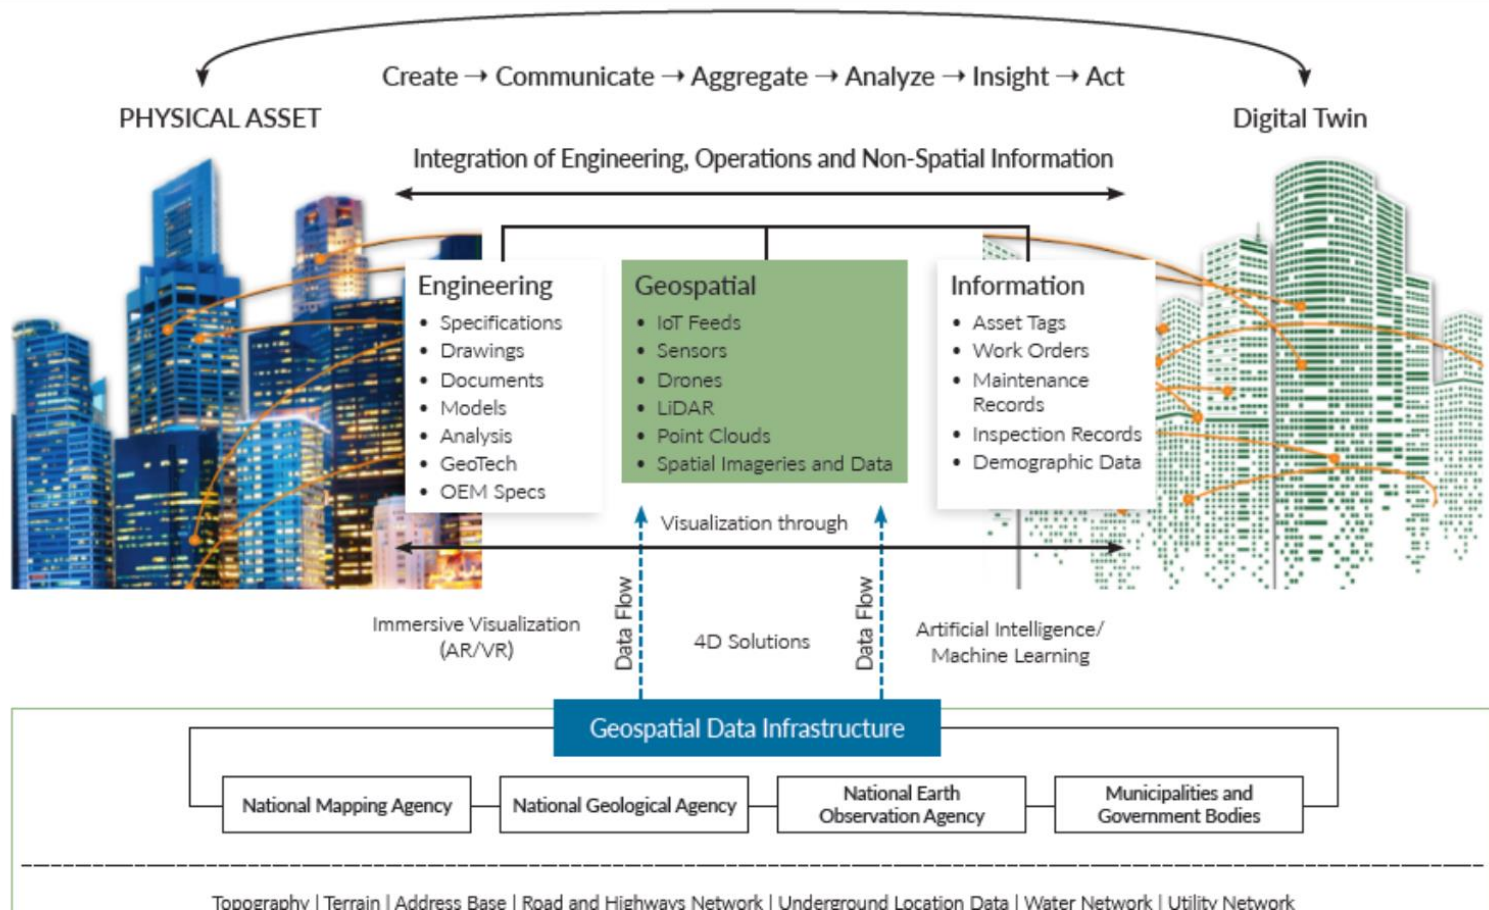 Create → Communicate → Aggregate → Analyze → Insight → Act
PHYSICAL ASSET
Digital Twin
Integration of Engineering, Operations and Non-Spatial Information
Engineering
• Specifications
• Drawings
• Documents
• Models
• Analysis
• GeoTech
• OEM Specs
Geospatial
• IoT Feeds
• Sensors
• Drones
• LiDAR
• Point Clouds
• Spatial Imageries and Data
Information
• Asset Tags
• Work Orders
• Maintenance
Records
• Inspection Records
• Demographic Data
Visualization through
Immersive Visualization
(AR/VR)
Data Flow
4D Solutions
Data Flow
Artificial Intelligence/
Machine Learning
Geospatial Data Infrastructure
National Mapping Agency
National Geological Agency
National Earth
Observation Agency
Municipalities and
Government Bodies
Topography | Terrain | Address Base | Road and Highways Network | Underground Location Data | Water Network | Utility Network